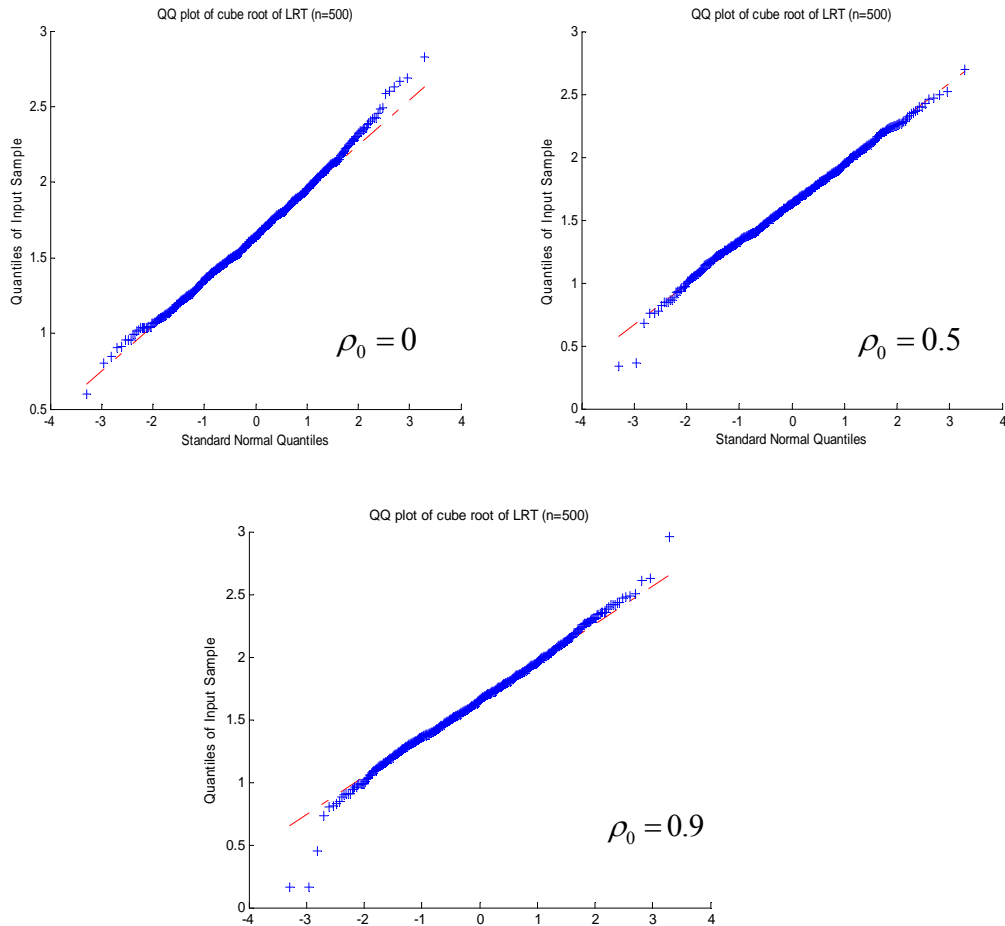 QQ plot of cube root of LRT (n=500)
Quantiles of Input Sample
3
2.5
2
1.5
1
0.5
-4 -3 -2 -1 0 1 2 3 4
Standard Normal Quantiles
ρ₀ = 0
QQ plot of cube root of LRT (n=500)
Quantiles of Input Sample
3
2.5
2
1.5
1
0.5
0
-4 -3 -2 -1 0 1 2 3 4
Standard Normal Quantiles
ρ₀ = 0.5
QQ plot of cube root of LRT (n=500)
Quantiles of Input Sample
3
2.5
2
1.5
1
0.5
0
-4 -3 -2 -1 0 1 2 3 4
ρ₀ = 0.9